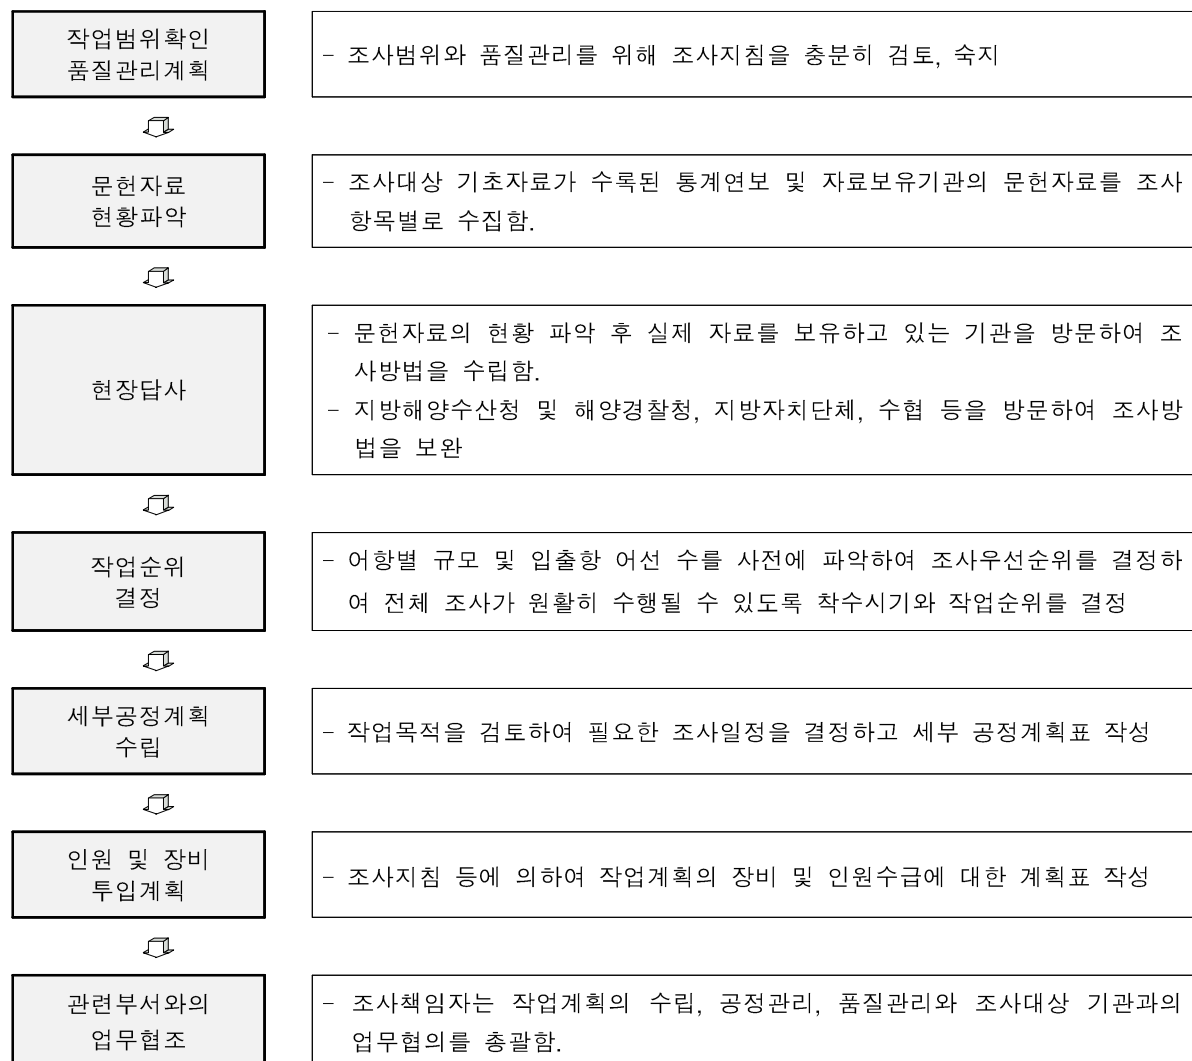 작업범위확인
품질관리계획
- 조사범위와 품질관리를 위해 조사지침을 충분히 검토, 숙지
문헌자료
현황파악
- 조사대상 기초자료가 수록된 통계연보 및 자료보유기관의 문헌자료를 조사
항목별로 수집함.
현장답사
- 문헌자료의 현황 파악 후 실제 자료를 보유하고 있는 기관을 방문하여 조
사방법을 수립함.
- 지방해양수산청 및 해양경찰청, 지방자치단체, 수협 등을 방문하여 조사방
법을 보완
작업순위
결정
- 어항별 규모 및 입출항 어선 수를 사전에 파악하여 조사우선순위를 결정하
여 전체 조사가 원활히 수행될 수 있도록 착수시기와 작업순위를 결정
세부공정계획
수립
- 작업목적을 검토하여 필요한 조사일정을 결정하고 세부 공정계획표 작성
인원 및 장비
투입계획
- 조사지침 등에 의하여 작업계획의 장비 및 인원수급에 대한 계획표 작성
관련부서와의
업무협조
- 조사책임자는 작업계획의 수립, 공정관리, 품질관리와 조사대상 기관과의
업무협의를 총괄함.